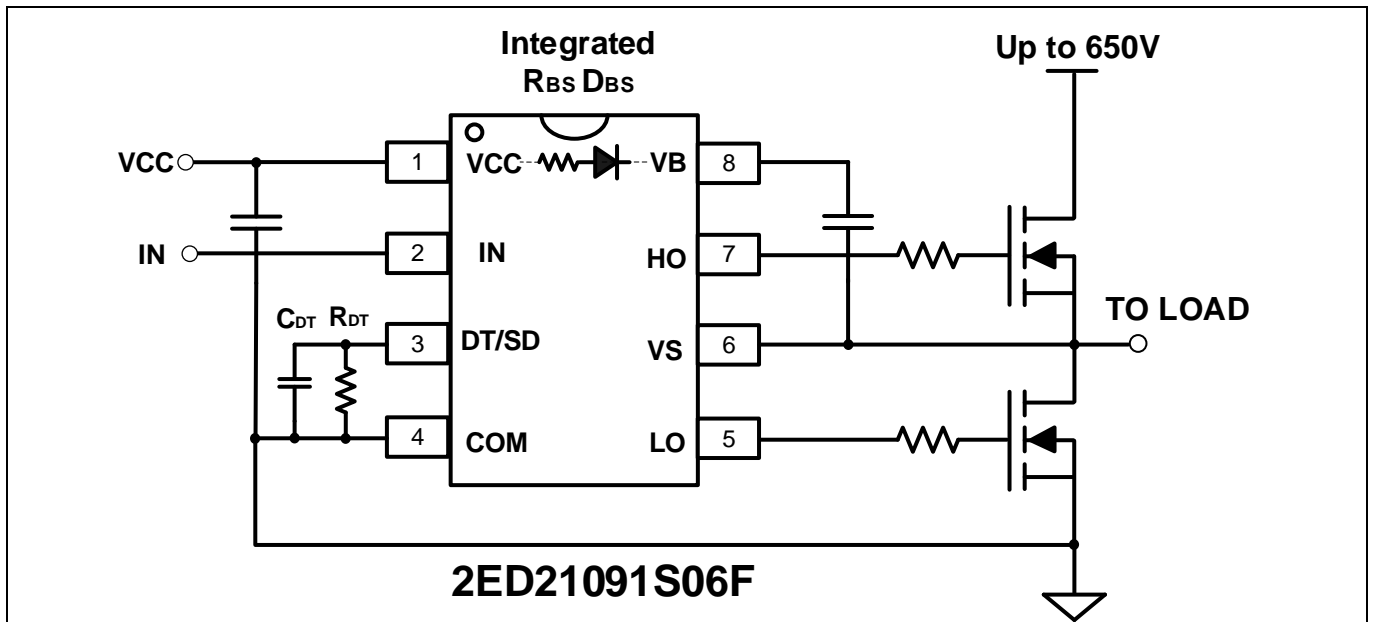 Integrated
RBS DBS
Up to 650V
VCC
1
VCC
VB
8
IN
2
IN
HO
7
CDT RDT
3
DT/SD
VS
6
TO LOAD
4
COM
LO
5
2ED21091S06F